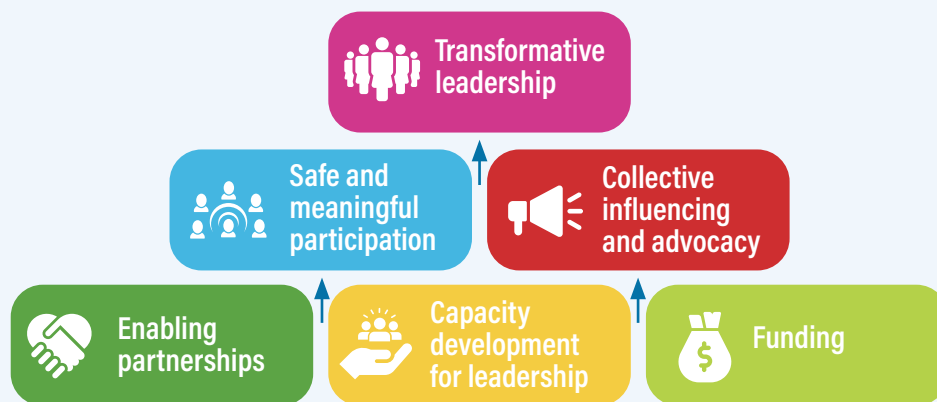 Transformative
leadership
Safe and
meaningful
participation
Collective
influencing
and advocacy
Enabling
partnerships
Capacity
development
for leadership
Funding
$